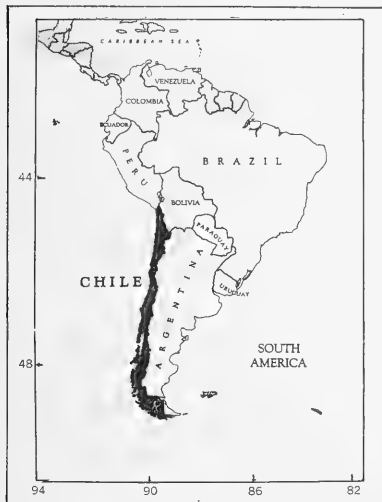 CARIBBEAN SEA
VENEZUELA
COLOMBIA
ECUADOR
PERU
BRAZIL
44
BOLIVIA
PARAGUAY
CHILE
ARGENTINA
URUGUAY
SOUTH
AMERICA
48
94 90 86 82